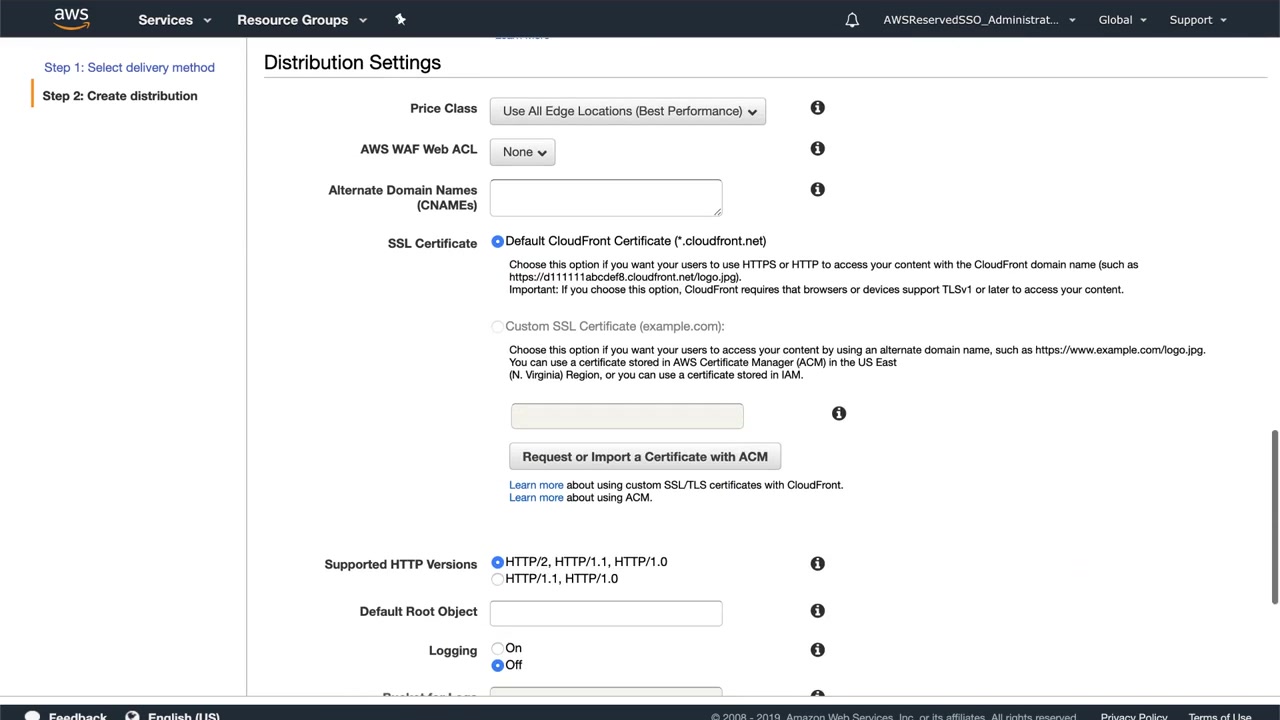 aws
Services
Resource Groups
AWSReservedSSO_Administrat...
Global
Support
Step 1: Select delivery method
Step 2: Create distribution
Learn more
Distribution Settings
Price Class
Use All Edge Locations (Best Performance)
AWS WAF Web ACL
None
Alternate Domain Names
(CNAMEs)
SSL Certificate
Default CloudFront Certificate (*.cloudfront.net)
Choose this option if you want your users to use HTTPS or HTTP to access your content with the CloudFront domain name (such as
https://d111111abcdef8.cloudfront.net/logo.jpg).
Important: If you choose this option, CloudFront requires that browsers or devices support TLSv1 or later to access your content.
Custom SSL Certificate (example.com):
Choose this option if you want your users to access your content by using an alternate domain name, such as https://www.example.com/logo.jpg.
You can use a certificate stored in AWS Certificate Manager (ACM) in the US East
(N. Virginia) Region, or you can use a certificate stored in IAM.
Request or Import a Certificate with ACM
Learn more about using custom SSL/TLS certificates with CloudFront.
Learn more about using ACM.
Supported HTTP Versions
HTTP/2, HTTP/1.1, HTTP/1.0
HTTP/1.1, HTTP/1.0
Default Root Object
Logging
On
Off
Bucket for Logs
Feedback
English (US)
© 2008 - 2019, Amazon Web Services, Inc. or its affiliates. All rights reserved.
Privacy Policy
Terms of Use